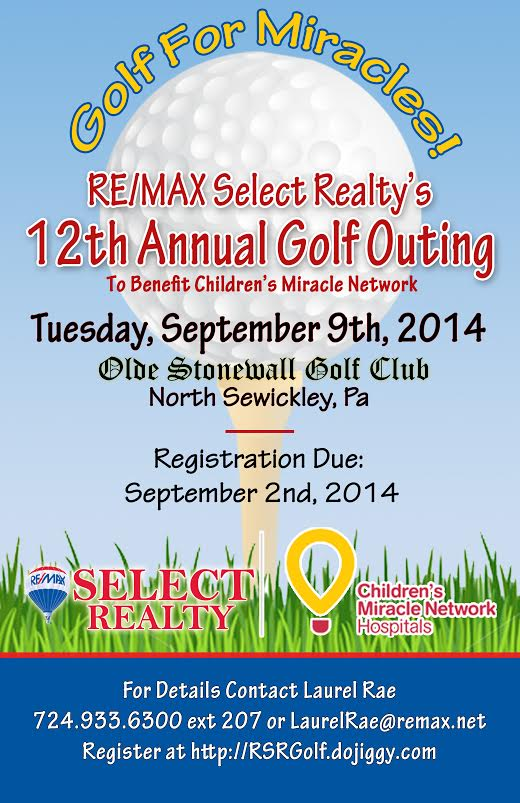 Golf For Miracles!
RE/MAX Select Realty's
12th Annual Golf Outing
To Benefit Children's Miracle Network
Tuesday, September 9th, 2014
Olde Stonewall Golf Club
North Sewickley, Pa
Registration Due:
September 2nd, 2014
RE/MAX
SELECT
REALTY
Children's
Miracle Network
Hospitals
For Details Contact Laurel Rae
724.933.6300 ext 207 or LaurelRae@remax.net
Register at http://RSRGolf.dojiggy.com